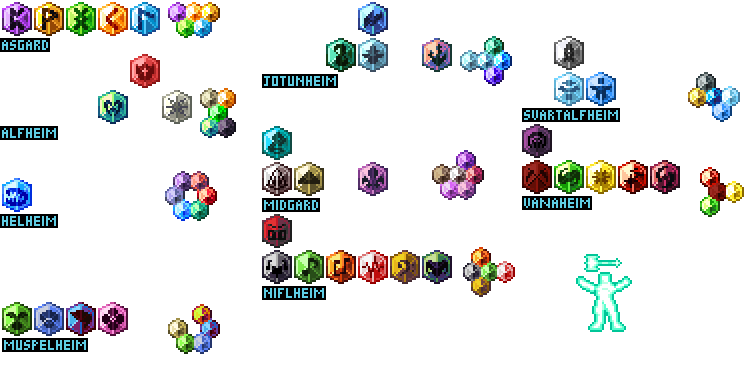 ASGARD
JOTUNHEIM
SVARTALFHEIM
ALFHEIM
MIDGARD
VANAHEIM
HELHEIM
NIFLHEIM
MUSPELHEIM